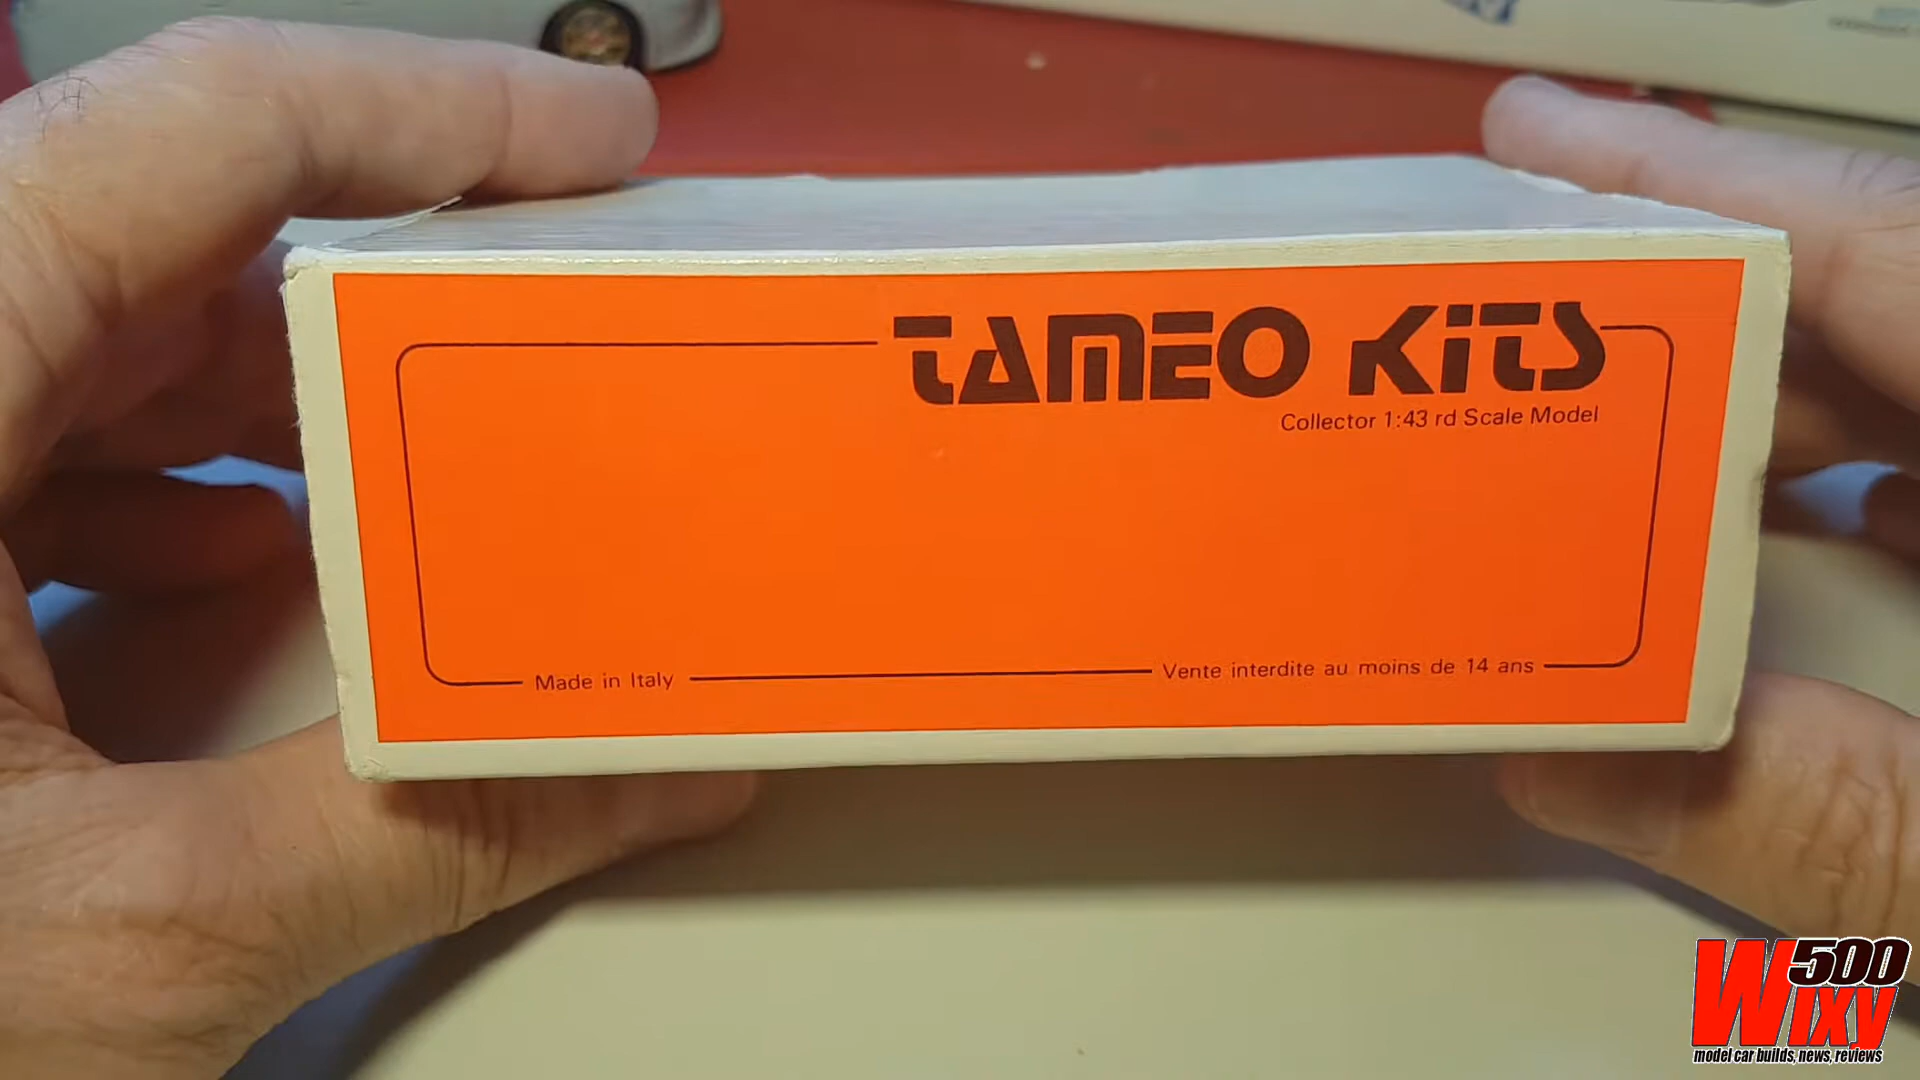 TAMEO KITS
Collector 1:43 rd Scale Model
Made in Italy
Vente interdite au moins de 14 ans
500
Wixy
model car builds, news, reviews